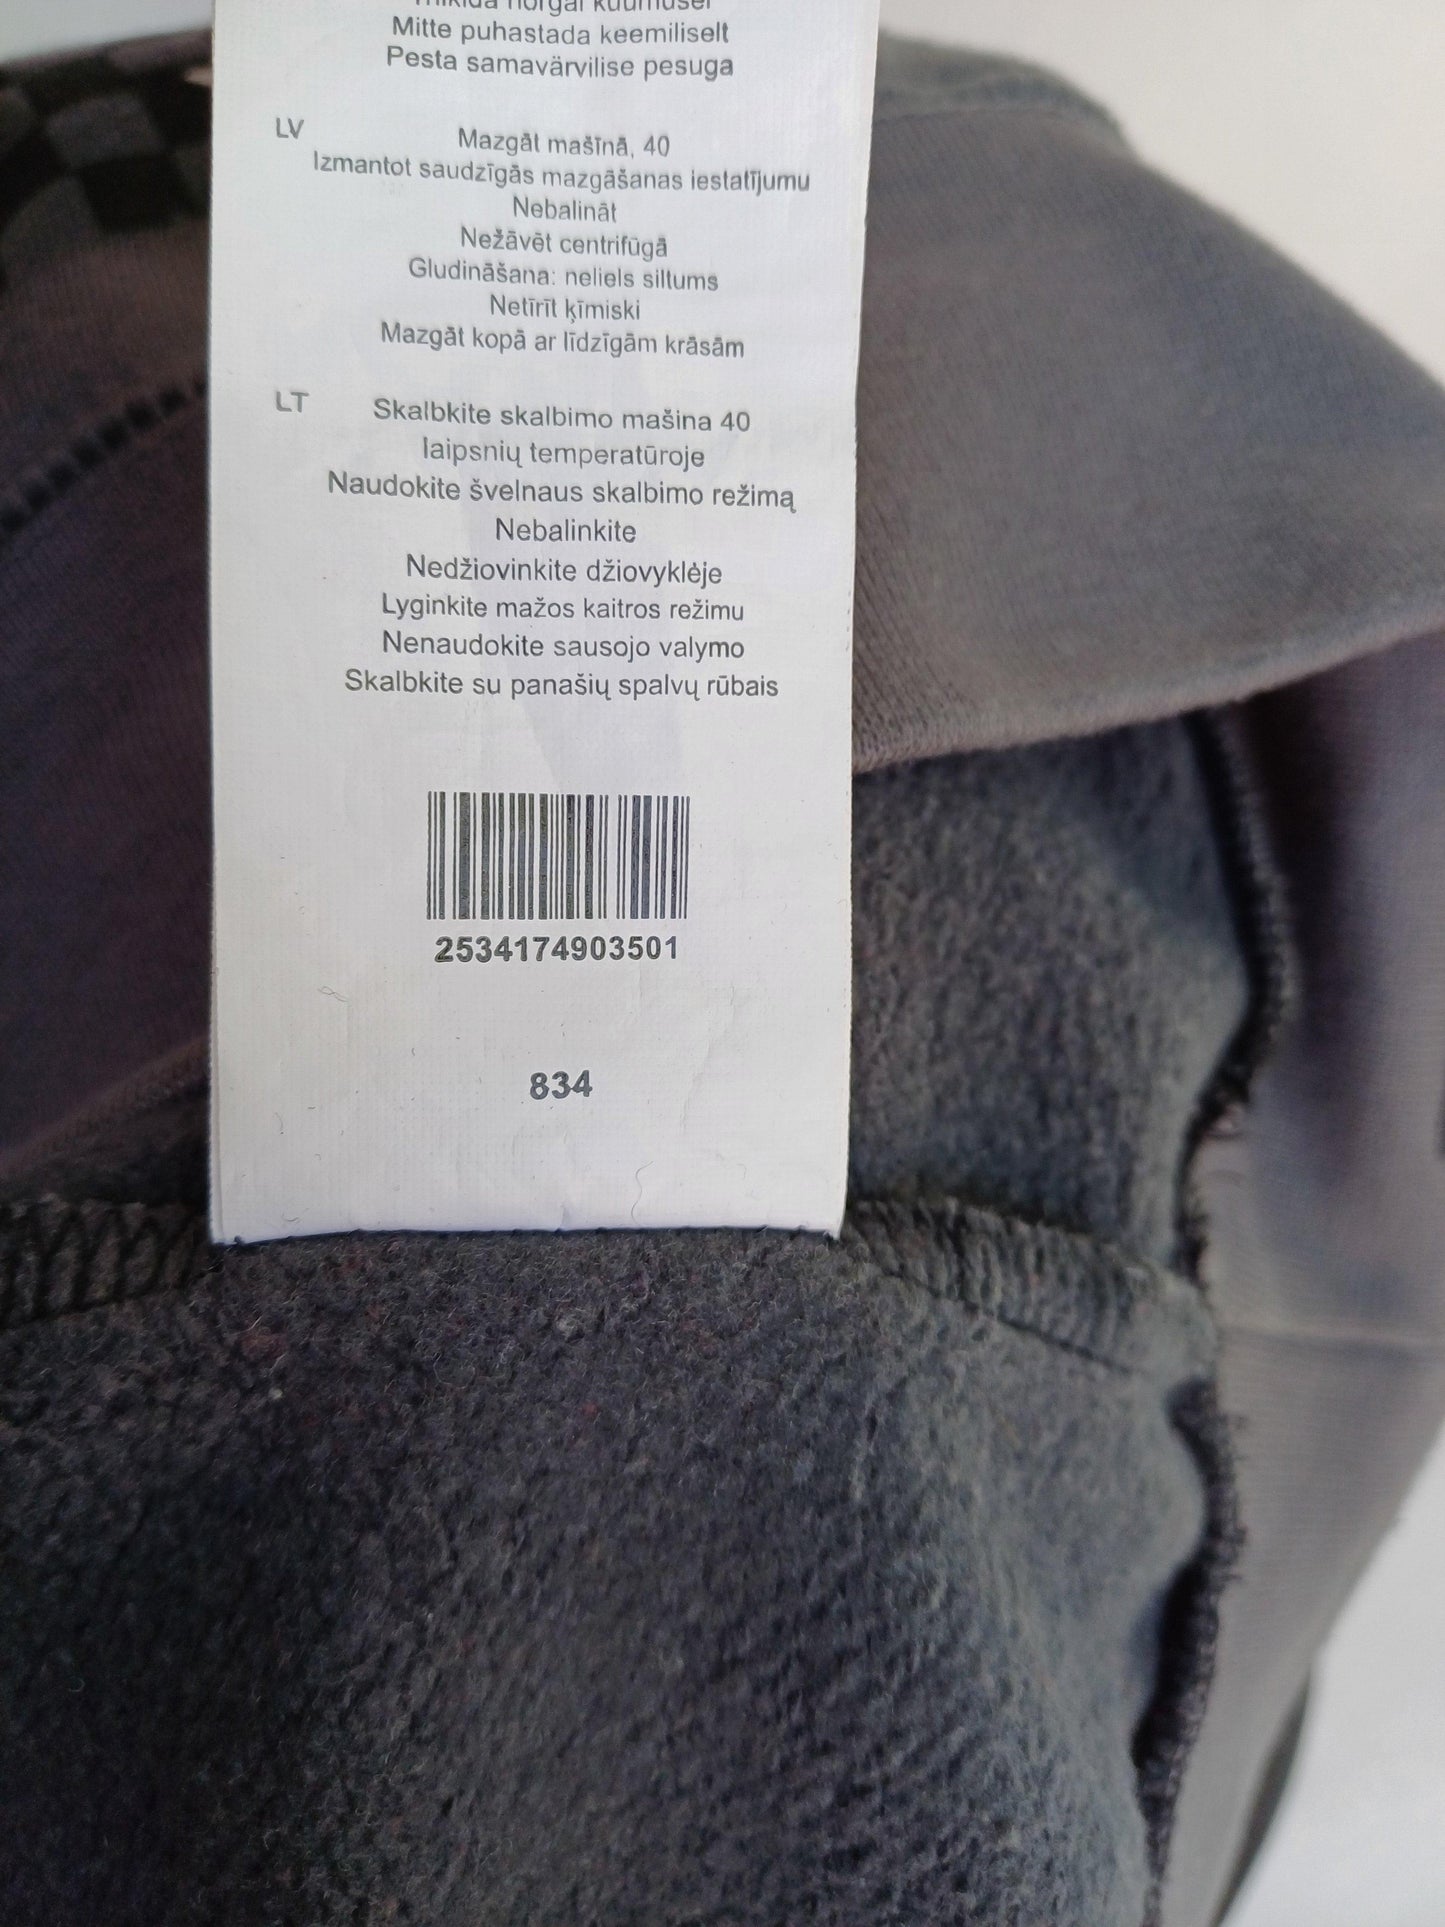 Mitte puhastada keemiliselt
Pesta samavärvilise pesuga
LV
Mazgāt mašīnā, 40
Izmantot saudzīgās mazgāšanas iestatījumu
Nebalināt
Nežāvēt centrifūgā
Gludināšana: neliels siltums
Netīrīt ķīmiski
Mazgāt kopā ar līdzīgām krāsām
LT
Skalbkite skalbimo mašina 40
laipsnių temperatūroje
Naudokite švelnaus skalbimo režimą
Nebalinkite
Nedžiovinkite džiovyklėje
Lyginkite mažos kaitros režimu
Nenaudokite sausojo valymo
Skalbkite su panašių spalvų rūbais
2534174903501
834